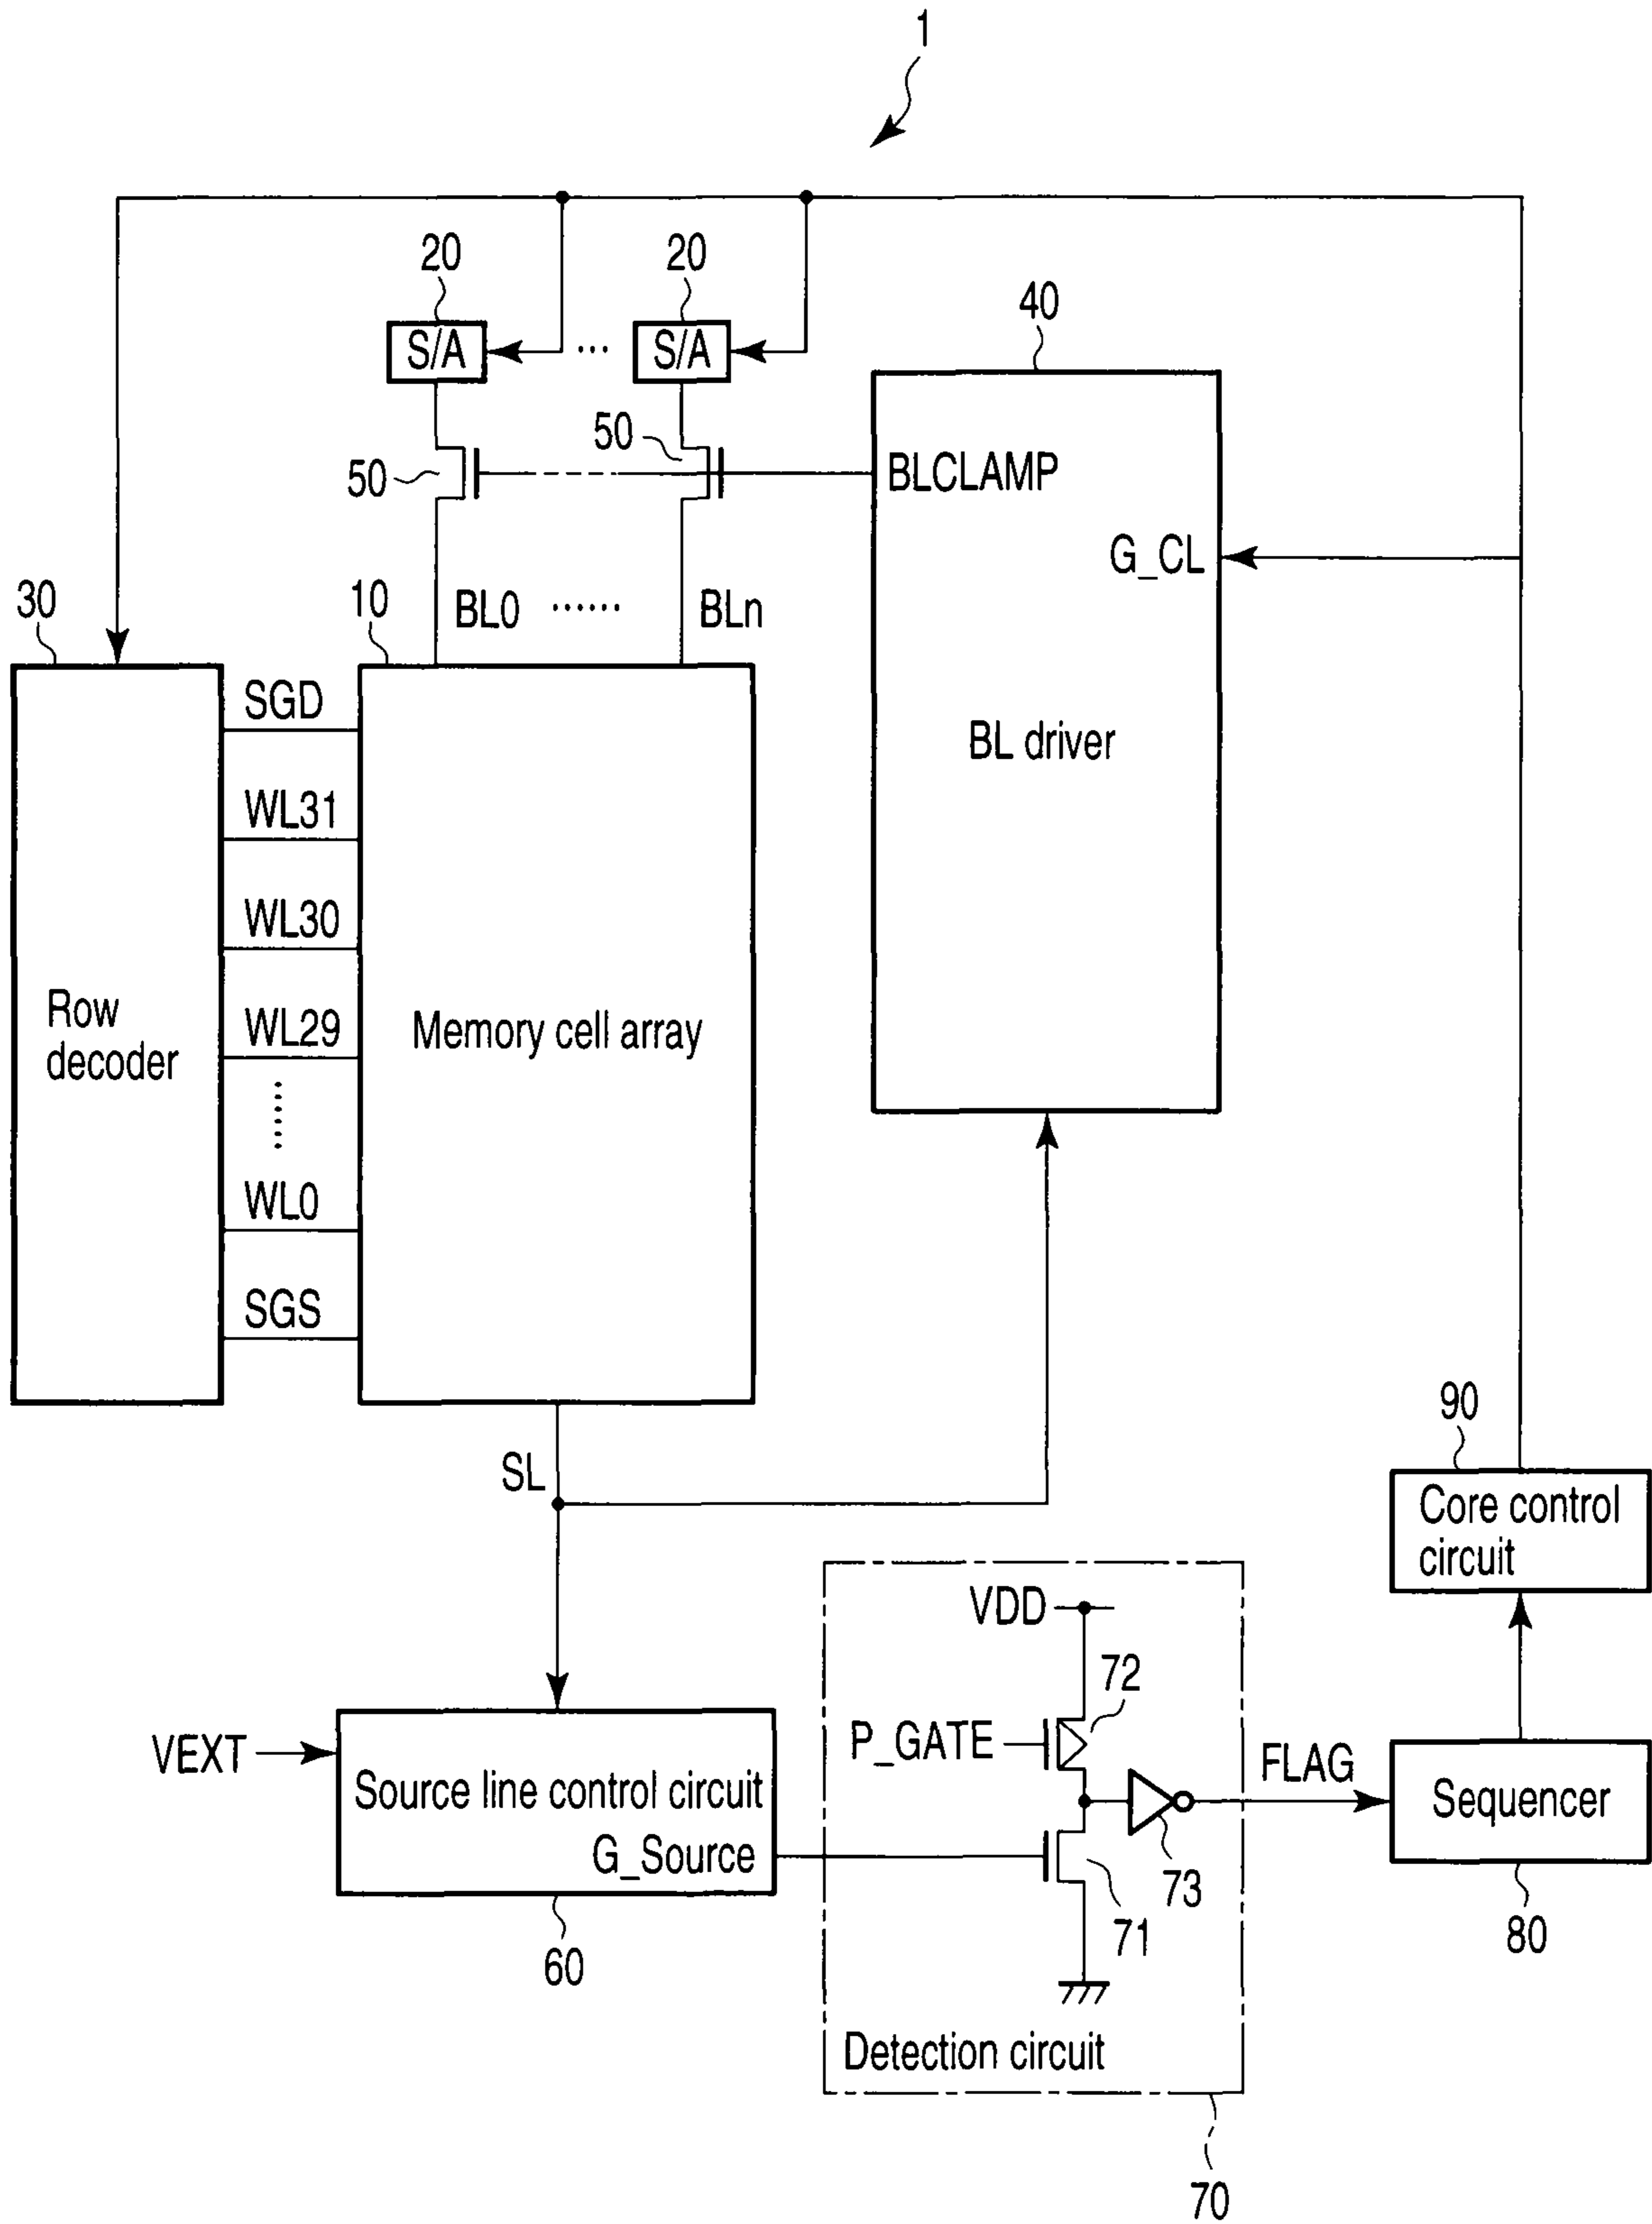 1
20
20
40
S/A
...
S/A
50
50
BLCLAMP
G_CL
30
10
BL0
......
BLn
SGD
WL31
BL driver
WL30
Row
decoder
WL29
Memory cell array
......
WL0
SGS
90
SL
Core control
circuit
VDD
72
P_GATE
VEXT
FLAG
Source line control circuit
Sequencer
G_Source
73
71
80
60
Detection circuit
70